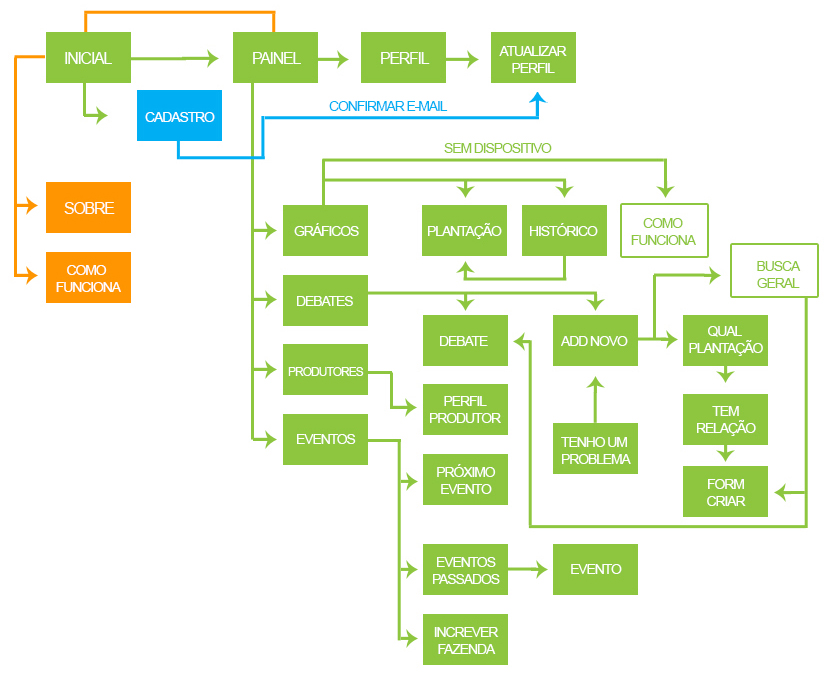 INICIAL
PAINEL
PERFIL
ATUALIZAR
PERFIL
CADASTRO
CONFIRMAR E-MAIL
SEM DISPOSITIVO
SOBRE
GRÁFICOS
PLANTAÇÃO
HISTÓRICO
COMO
FUNCIONA
COMO
FUNCIONA
BUSCA
GERAL
DEBATES
DEBATE
ADD NOVO
QUAL
PLANTAÇÃO
PRODUTORES
PERFIL
PRODUTOR
TEM
RELAÇÃO
EVENTOS
TENHO UM
PROBLEMA
PRÓXIMO
EVENTO
FORM
CRIAR
EVENTOS
PASSADOS
EVENTO
INCREVER
FAZENDA